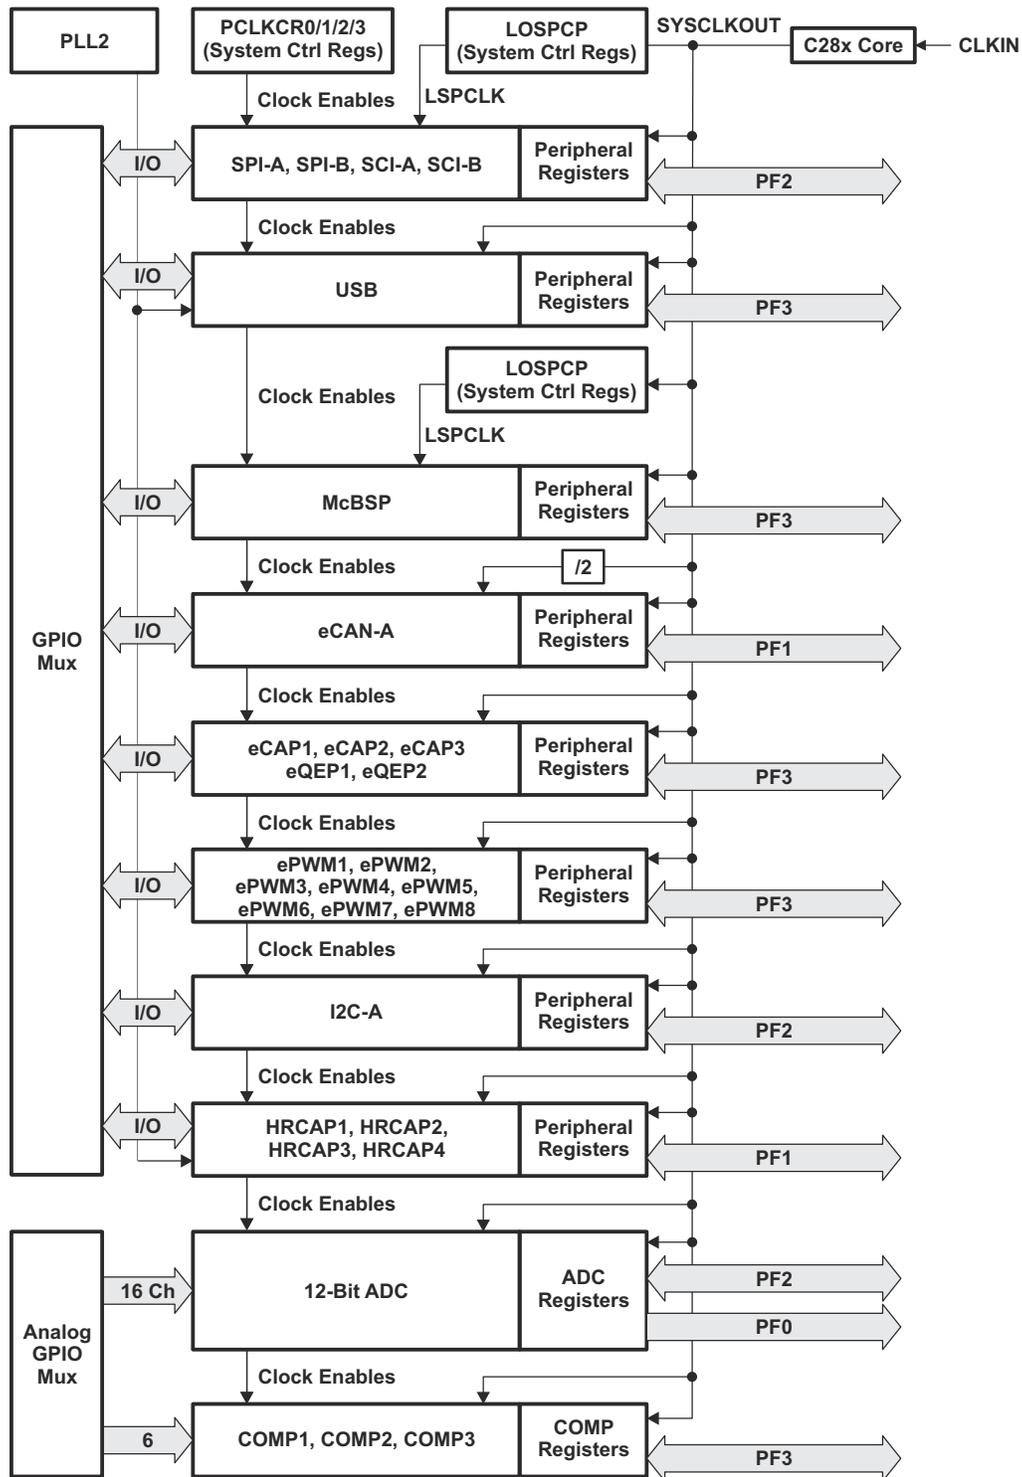 PLL2
PCLKCR0/1/2/3
(System Ctrl Regs)
LOSPCP
(System Ctrl Regs)
SYSCLKOUT
C28x Core
CLKIN
Clock Enables
LSPCLK
I/O
SPI-A, SPI-B, SCI-A, SCI-B
Peripheral
Registers
PF2
Clock Enables
I/O
USB
Peripheral
Registers
PF3
LOSPCP
(System Ctrl Regs)
Clock Enables
LSPCLK
I/O
McBSP
Peripheral
Registers
PF3
Clock Enables
/2
GPIO
Mux
I/O
eCAN-A
Peripheral
Registers
PF1
Clock Enables
I/O
eCAP1, eCAP2, eCAP3
eQEP1, eQEP2
Peripheral
Registers
PF3
Clock Enables
I/O
ePWM1, ePWM2,
ePWM3, ePWM4, ePWM5,
ePWM6, ePWM7, ePWM8
Peripheral
Registers
PF3
Clock Enables
I/O
I2C-A
Peripheral
Registers
PF2
Clock Enables
I/O
HRCAP1, HRCAP2,
HRCAP3, HRCAP4
Peripheral
Registers
PF1
Clock Enables
Analog
GPIO
Mux
16 Ch
12-Bit ADC
ADC
Registers
PF2
PF0
Clock Enables
6
COMP1, COMP2, COMP3
COMP
Registers
PF3